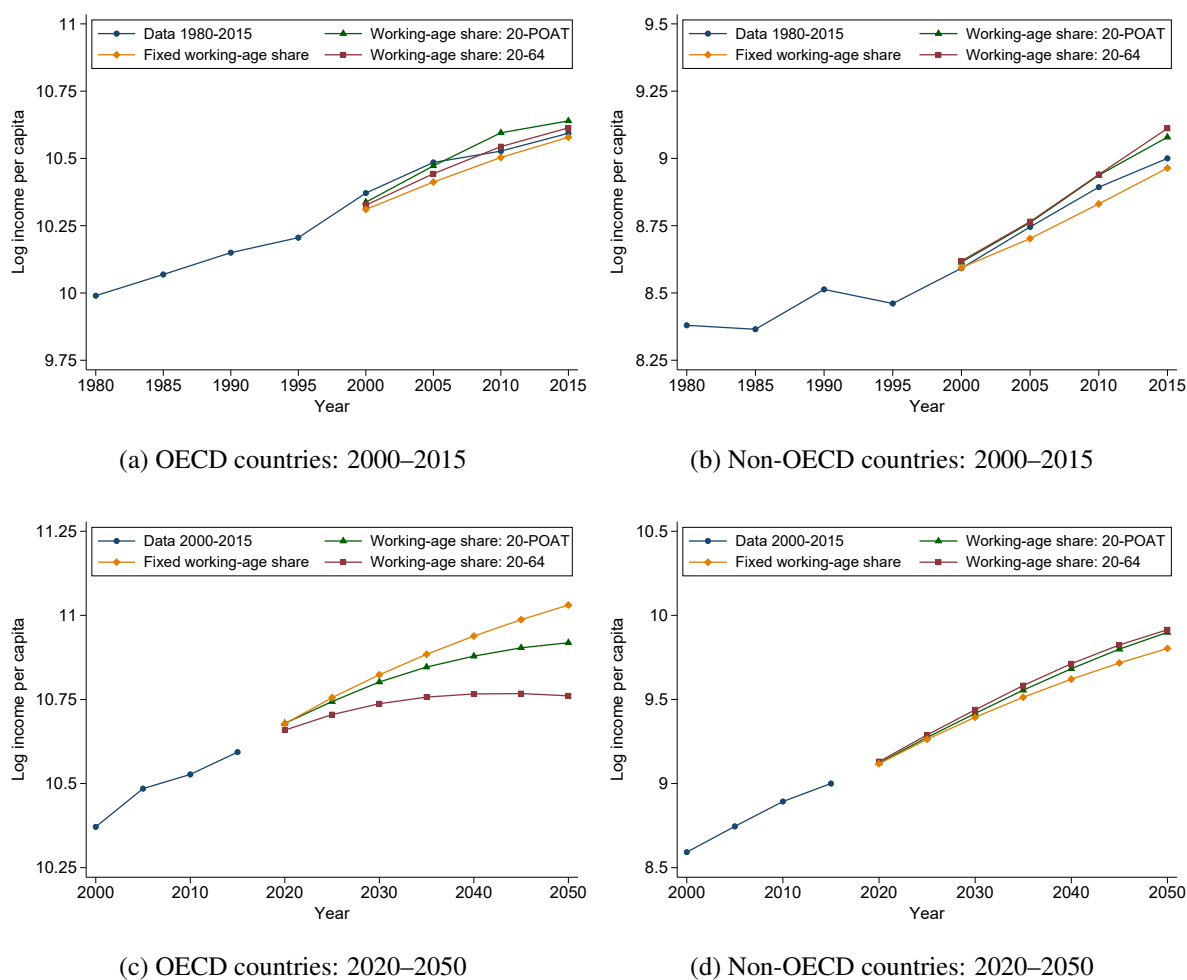 Data 1980-2015
Working-age share: 20-POAT
Fixed working-age share
Working-age share: 20-64
11
10.75
10.5
10.25
10
9.75
Log income per capita
1980 1985 1990 1995 2000 2005 2010 2015
Year
(a) OECD countries: 2000–2015
Data 1980-2015
Working-age share: 20-POAT
Fixed working-age share
Working-age share: 20-64
9.5
9.25
9
8.75
8.5
8.25
Log income per capita
1980 1985 1990 1995 2000 2005 2010 2015
Year
(b) Non-OECD countries: 2000–2015
Data 2000-2015
Working-age share: 20-POAT
Fixed working-age share
Working-age share: 20-64
11.25
11
10.75
10.5
10.25
Log income per capita
2000 2010 2020 2030 2040 2050
Year
(c) OECD countries: 2020–2050
Data 2000-2015
Working-age share: 20-POAT
Fixed working-age share
Working-age share: 20-64
10.5
10
9.5
9
8.5
Log income per capita
2000 2010 2020 2030 2040 2050
Year
(d) Non-OECD countries: 2020–2050